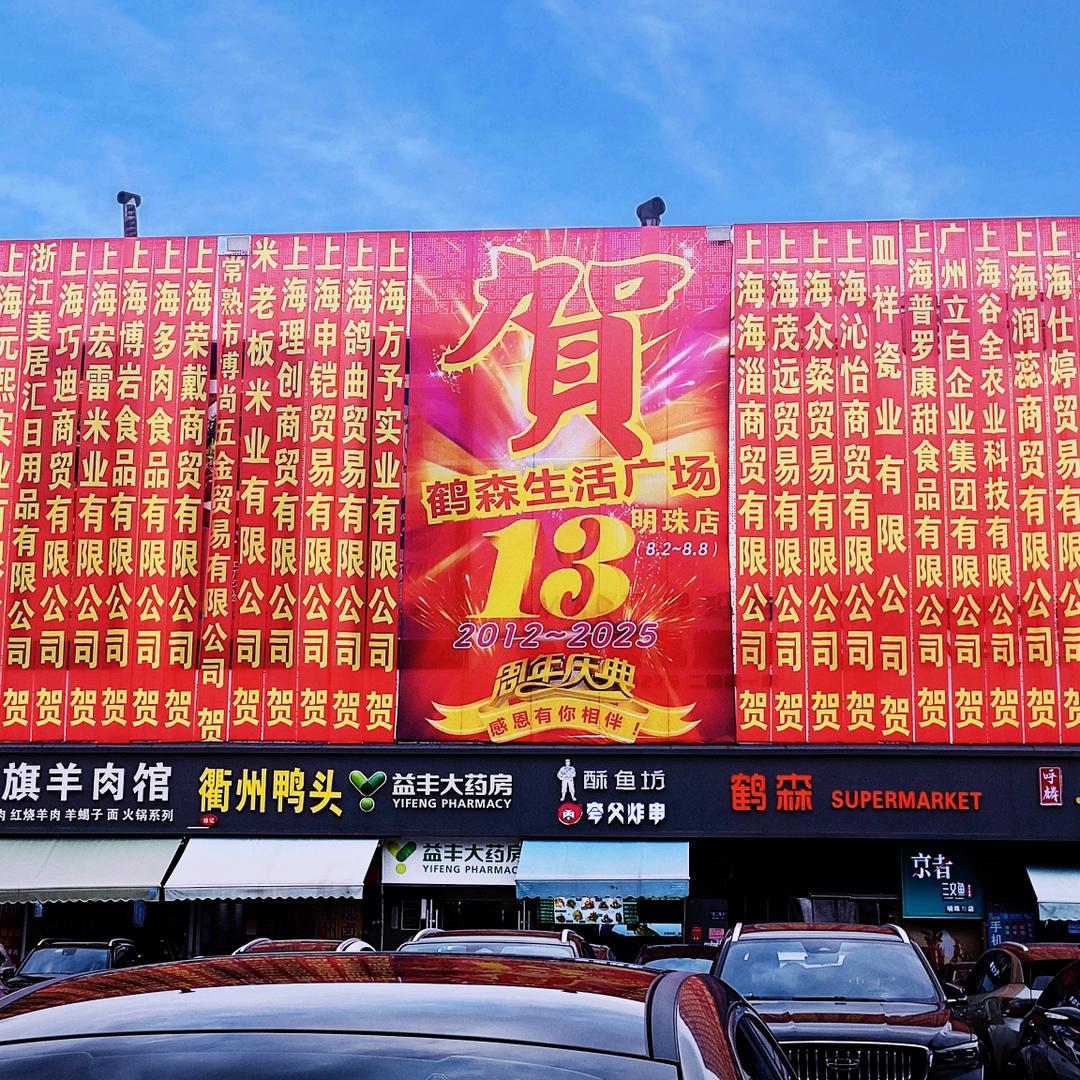 上海元熙实业有限公司 贺
浙江美居汇日用品有限公司 贺
上海巧迪商贸有限公司 贺
上海宏雷米业有限公司 贺
上海博岩食品有限公司 贺
上海多肉食品有限公司 贺
上海荣戴商贸有限公司 贺
常熟市博尚五金贸易有限公司 贺
米老板米业有限公司 贺
上海理创商贸有限公司 贺
上海申铠贸易有限公司 贺
上海鸽曲贸易有限公司 贺
上海方予实业有限公司 贺
賀
鹤森生活广场
明珠店
(8.2~8.8)
13
2012~2025
周年庆典
感恩有你相伴!
上海海淄商贸有限公司 贺
上海茂远贸易有限公司 贺
上海众粲贸易有限公司 贺
上海沁怡商贸有限公司 贺
皿祥瓷业有限公司 贺
上海普罗康甜食品有限公司 贺
广州立白企业集团有限公司 贺
上海谷全农业科技有限公司 贺
上海润蕊商贸有限公司 贺
上海仕婷贸易有限公司 贺
旗羊肉馆
肉 红烧羊肉 羊蝎子 面 火锅系列
衢州鸭头
益丰大药房
YIFENG PHARMACY
酥鱼坊
夸父炸串
鹤森 SUPERMARKET
呼麟
益丰大药房
YIFENG PHARMAC
京者
三文鱼
明珠 店
手机